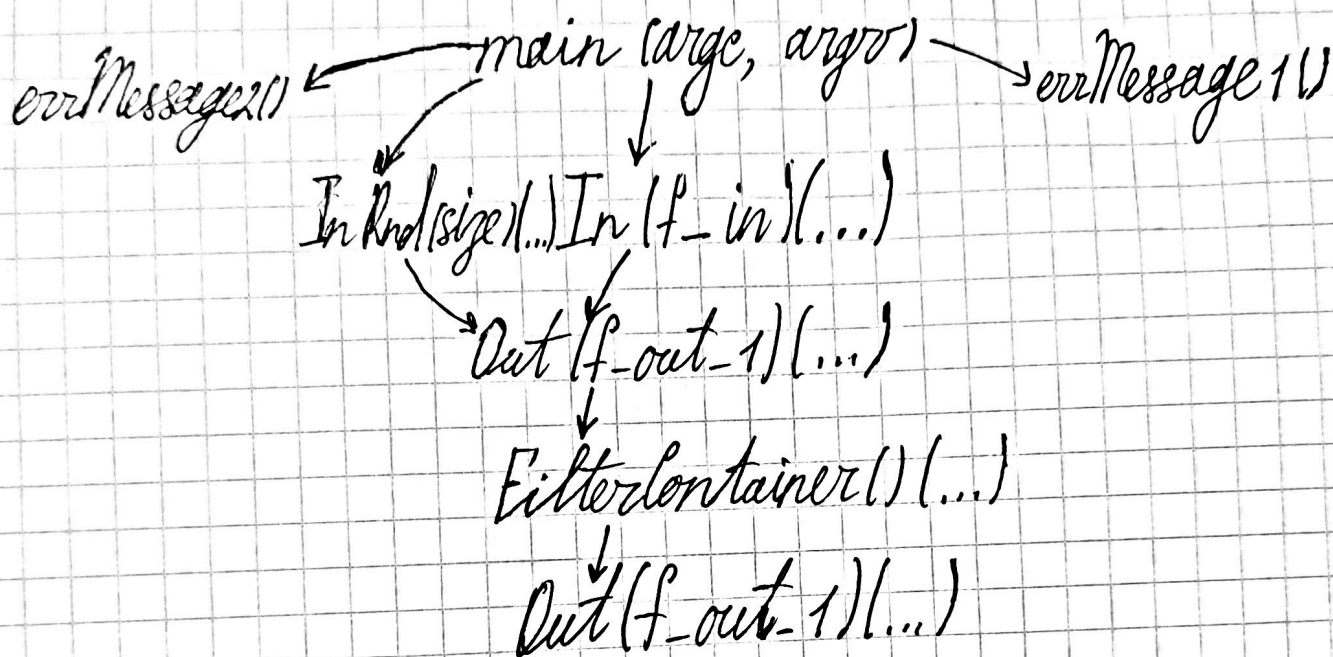 main (argc, argv)
errMessage2()
errMessage1()
InRnd(size)(...) In (f_in)(...)
Out (f_out_1)(...)
FilterContainer()(...)
Out (f_out_1)(...)